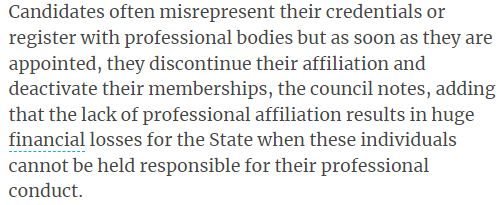 Candidates often misrepresent their credentials or
register with professional bodies but as soon as they are
appointed, they discontinue their affiliation and
deactivate their memberships, the council notes, adding
that the lack of professional affiliation results in huge
financial losses for the State when these individuals
cannot be held responsible for their professional
conduct.